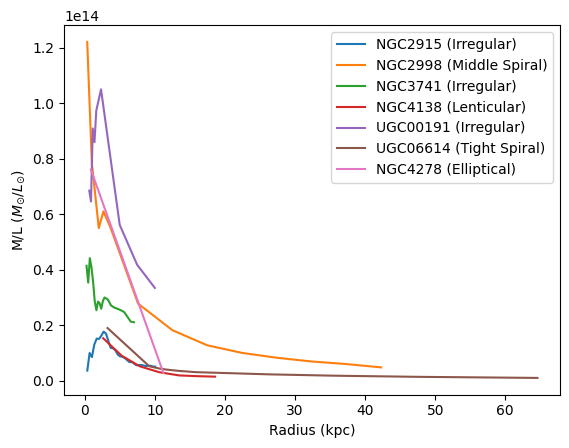 1e14
NGC2915 (Irregular)
NGC2998 (Middle Spiral)
NGC3741 (Irregular)
NGC4138 (Lenticular)
UGC00191 (Irregular)
UGC06614 (Tight Spiral)
NGC4278 (Elliptical)
1.2
1.0
0.8
0.6
0.4
0.2
0.0
M/L (M⊙/L⊙)
0 10 20 30 40 50 60
Radius (kpc)